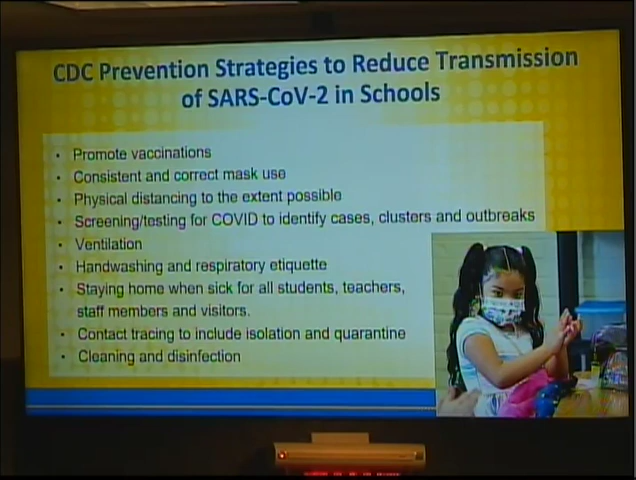 CDC Prevention Strategies to Reduce Transmission
of SARS-CoV-2 in Schools
• Promote vaccinations
• Consistent and correct mask use
• Physical distancing to the extent possible
• Screening/testing for COVID to identify cases, clusters and outbreaks
• Ventilation
• Handwashing and respiratory etiquette
• Staying home when sick for all students, teachers,
staff members and visitors.
• Contact tracing to include isolation and quarantine
• Cleaning and disinfection